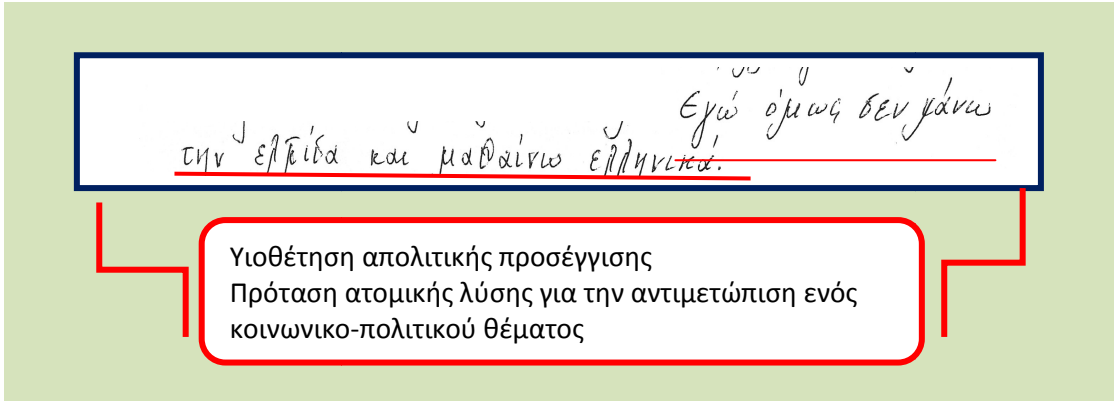 Εγώ όμως δεν χάνω
την ελπίδα και μαθαίνω ελληνικά.
Υιοθέτηση απολιτικής προσέγγισης
Πρόταση ατομικής λύσης για την αντιμετώπιση ενός
κοινωνικο-πολιτικού θέματος